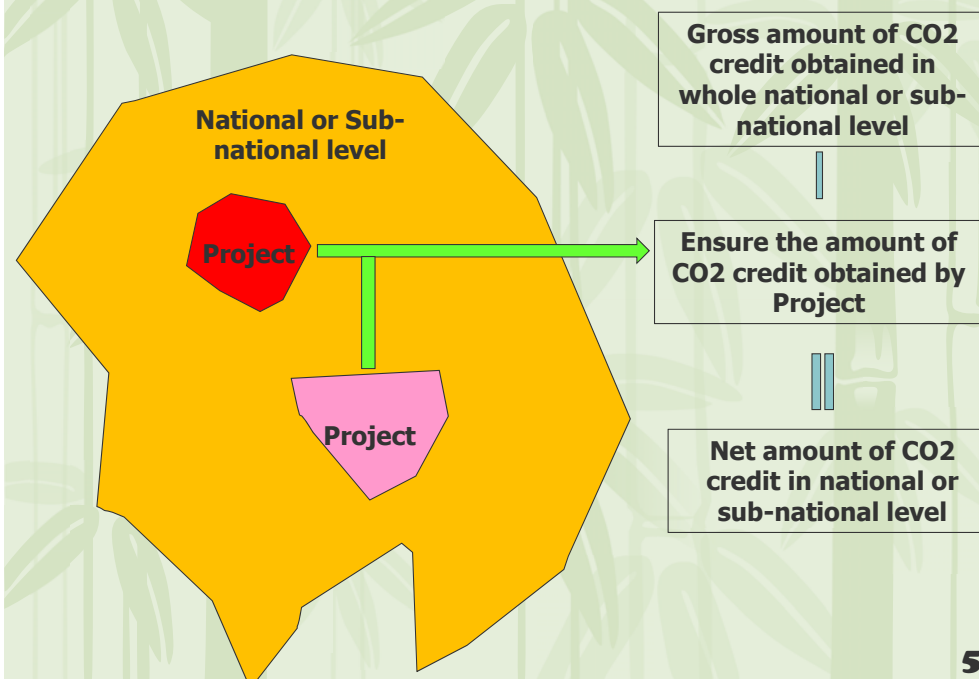 National or Sub-
national level
Project
Project
Gross amount of CO2
credit obtained in
whole national or sub-
national level
Ensure the amount of
CO2 credit obtained by
Project
Net amount of CO2
credit in national or
sub-national level
5